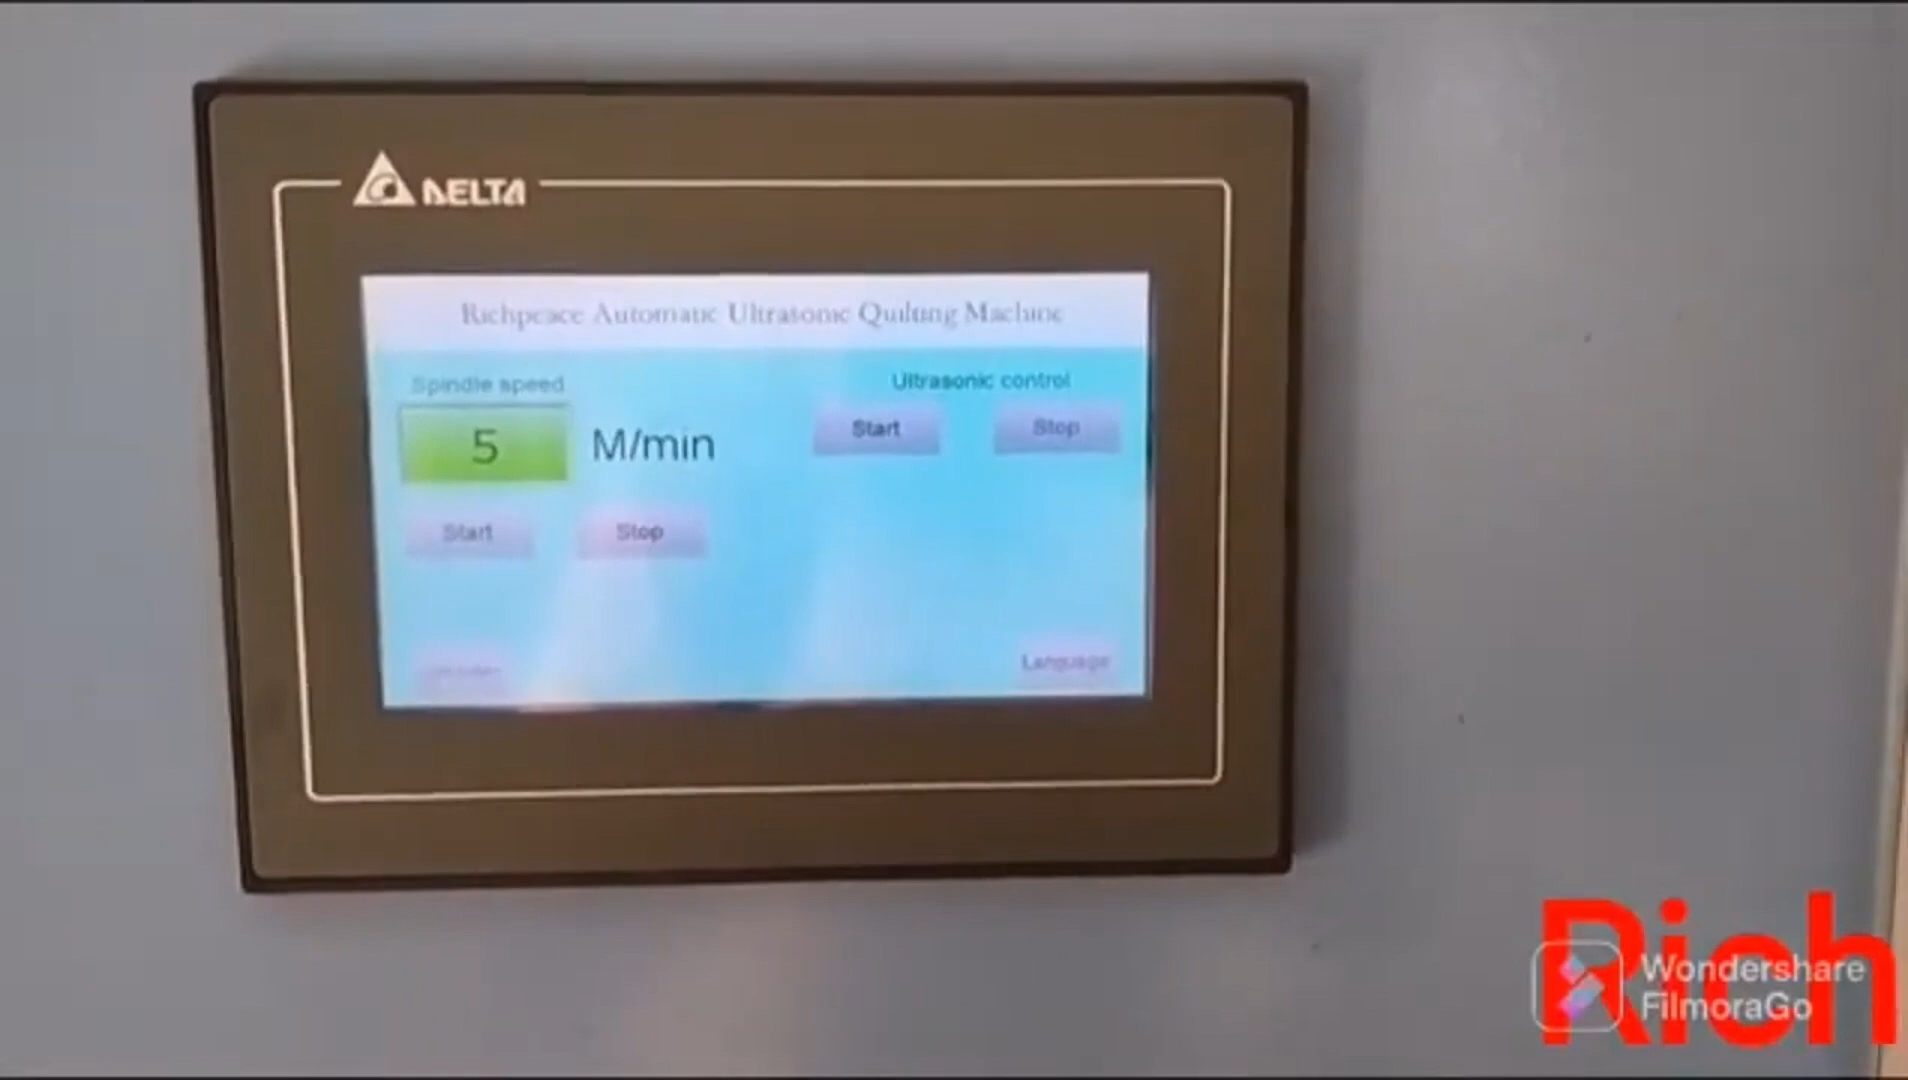 DELTA
Richpeace Automatic Ultrasonic Quilting Machine
Spindle speed
Ultrasonic control
5 M/min
Start Stop
Start Stop
Language
Rich
Wondershare
FilmoraGo